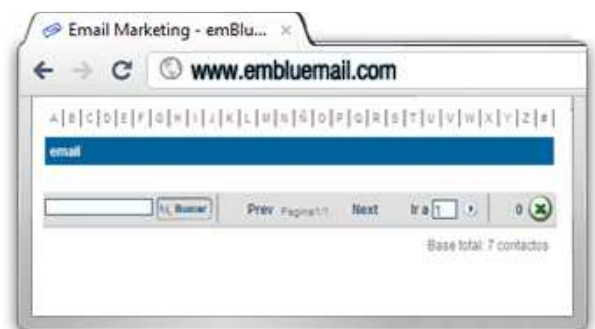 Email Marketing - emBlu... ×
www.embluemail.com
A|B|C|D|E|F|G|H|I|J|K|L|M|N|Ñ|O|P|Q|R|S|T|U|V|W|X|Y|Z|#|
email
Buscar Prev Pagina1/1 Next Ir a 1 0
Base total: 7 contactos